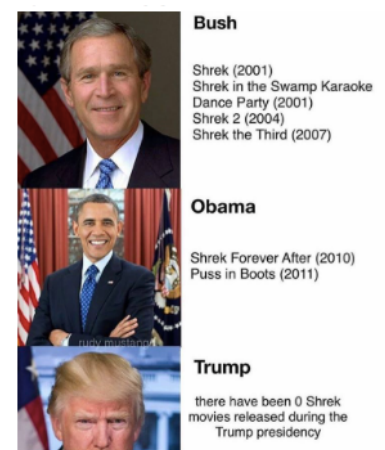 Bush
Shrek (2001)
Shrek in the Swamp Karaoke
Dance Party (2001)
Shrek 2 (2004)
Shrek the Third (2007)
Obama
Shrek Forever After (2010)
Puss in Boots (2011)
rudy mustang
Trump
there have been 0 Shrek
movies released during the
Trump presidency